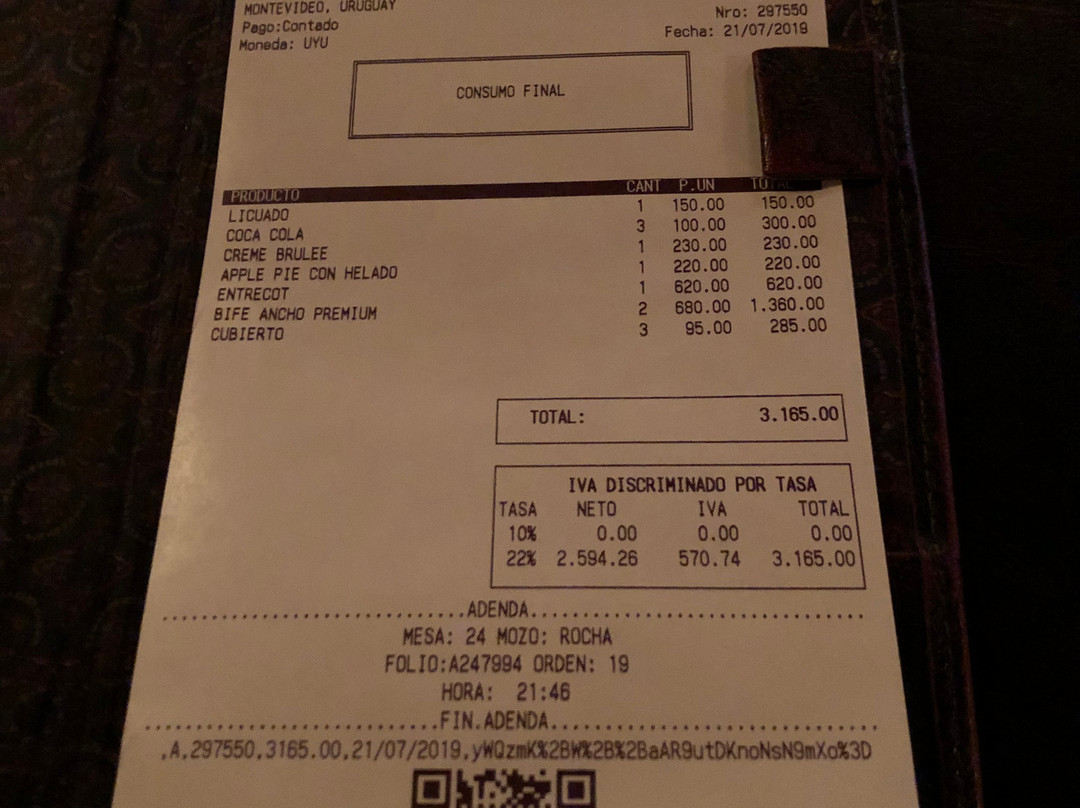 MONTEVIDEO, URUGUAY
Pago:Contado
Moneda: UYU
Nro: 297550
Fecha: 21/07/2019
CONSUMO FINAL
PRODUCTO CANT P.UN
LICUADO 1 150.00 150.00
COCA COLA 3 100.00 300.00
CREME BRULEE 1 230.00 230.00
APPLE PIE CON HELADO 1 220.00 220.00
ENTRECOT 1 620.00 620.00
BIFE ANCHO PREMIUM 2 680.00 1.360.00
CUBIERTO 3 95.00 285.00
TOTAL: 3.165.00
IVA DISCRIMINADO POR TASA
TASA NETO IVA TOTAL
10% 0.00 0.00 0.00
22% 2.594.26 570.74 3.165.00
ADENDA
MESA: 24 MOZO: ROCHA
FOLIO:A247994 ORDEN: 19
HORA: 21:46
FIN.ADENDA
,A,297550,3165.00,21/07/2019,yWQzmK%2BW%2B%2BaAR9utDKnoNsN9mXo%3D